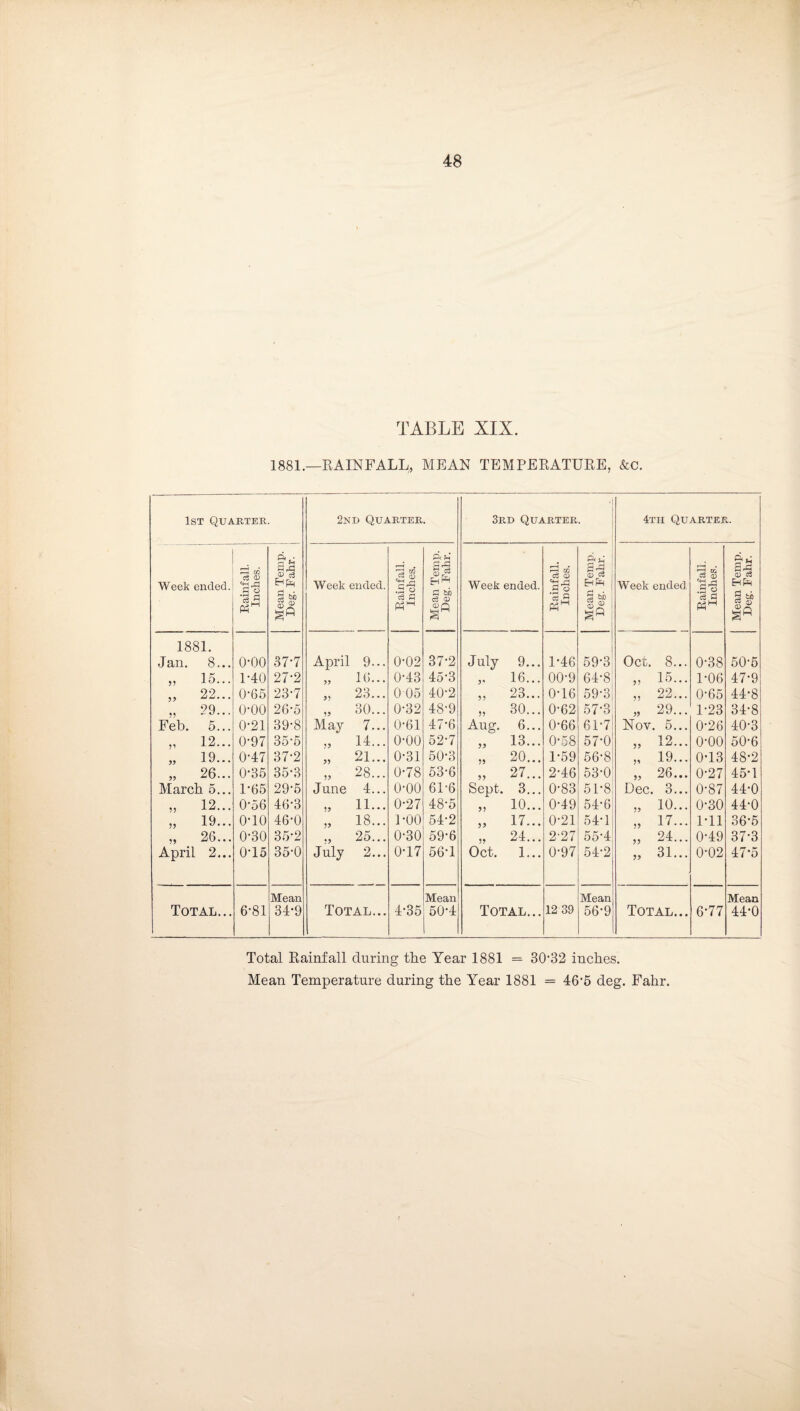 48
TABLE XIX.
1881.—RAINFALL, MEAN TEMPERATURE, &c.
1ST QUARTER. 2ND QUARTER. 3RD QUARTER. 4TH QUARTER.
Week ended. Rainfall. Inches. Mean Temp. Deg. Fahr. Week ended. Rainfall. Inches. Mean Temp. Deg. Fahr. Week ended. Rainfall. Inches. Mean Temp. Deg. Fahr. Week ended Rainfall. Inches. Mean Temp. Deg. Fahr.
1881.
Jan. 8... 0·00 37·7 April 9... 0·02 37·2 July 9... 1·46 59·3 Oct. 8... 0·38 50·5
„ 15... 1·40 27·2 „ 16... 0·43 45·3 „ 16... 00·9 64·8 „ 15... 1·06 47·9
„ 22... 0·65 23·7 „ 23... 0 05 40·2 „ 23... 0·16 59·3 „ 22... 0·65 44·8
„ 29... 0·00 26·5 „ 30... 0·32 48·9 „ 30... 0·62 57·3 „ 29... 1·23 34·8
Feb. 5... 0·21 39·8 May 7... 0·61 47·6 Aug. 6... 0·66 61·7 Nov. 5... 0·26 40·3
„ 12... 0·97 35·5 „ 14... 0·00 52·7 „ 13... 0·58 57·0 „ 12... 0·00 50·6
„ 19... 0·47 37·2 „ 21... 0·31 50·3 „ 20... 1·59 56·8 „ 19... 0·13 48·2
„ 26... 0·35 35·3 „ 28... 0·78 53·6 „ 27... 2·46 53·0 „ 26... 0·27 45·1
March 5... 1·65 29·5 June 4... 0·00 61·6 Sept. 3... 0·83 51·8 Dec. 3... 0·87 44·0
„ 12... 0·56 46·3 „ 11... 0·27 48·5 „ 10... 0·49 54·6 „ 10... 0·30 44·0
„ 19... 0·10 46·0 „ 18... 1·00 54·2 „ 17... 0·21 54·1 „ 17... 1·11 36·5
„ 26... 0·30 35·2 „ 25... 0·30 59·6 „ 24... 2·27 55·4 „ 24... 0·49 37·3
April 2... 0·15 35·0 July 2... 0·17 56·1 Oct. 1... 0·97 54·2 „ 31... 0·02 47·5
Mean Mean Mean Mean
TOTAL... 6·81 34·9 TOTAL... 4·35 50·4 TOTAL... 12 39 56·9 TOTAL... 6·77 44·0
Total Rainfall during the Year 1881 = 30·32 inches.
Mean Temperature during the Year 1881 = 46·5 deg. Fahr.